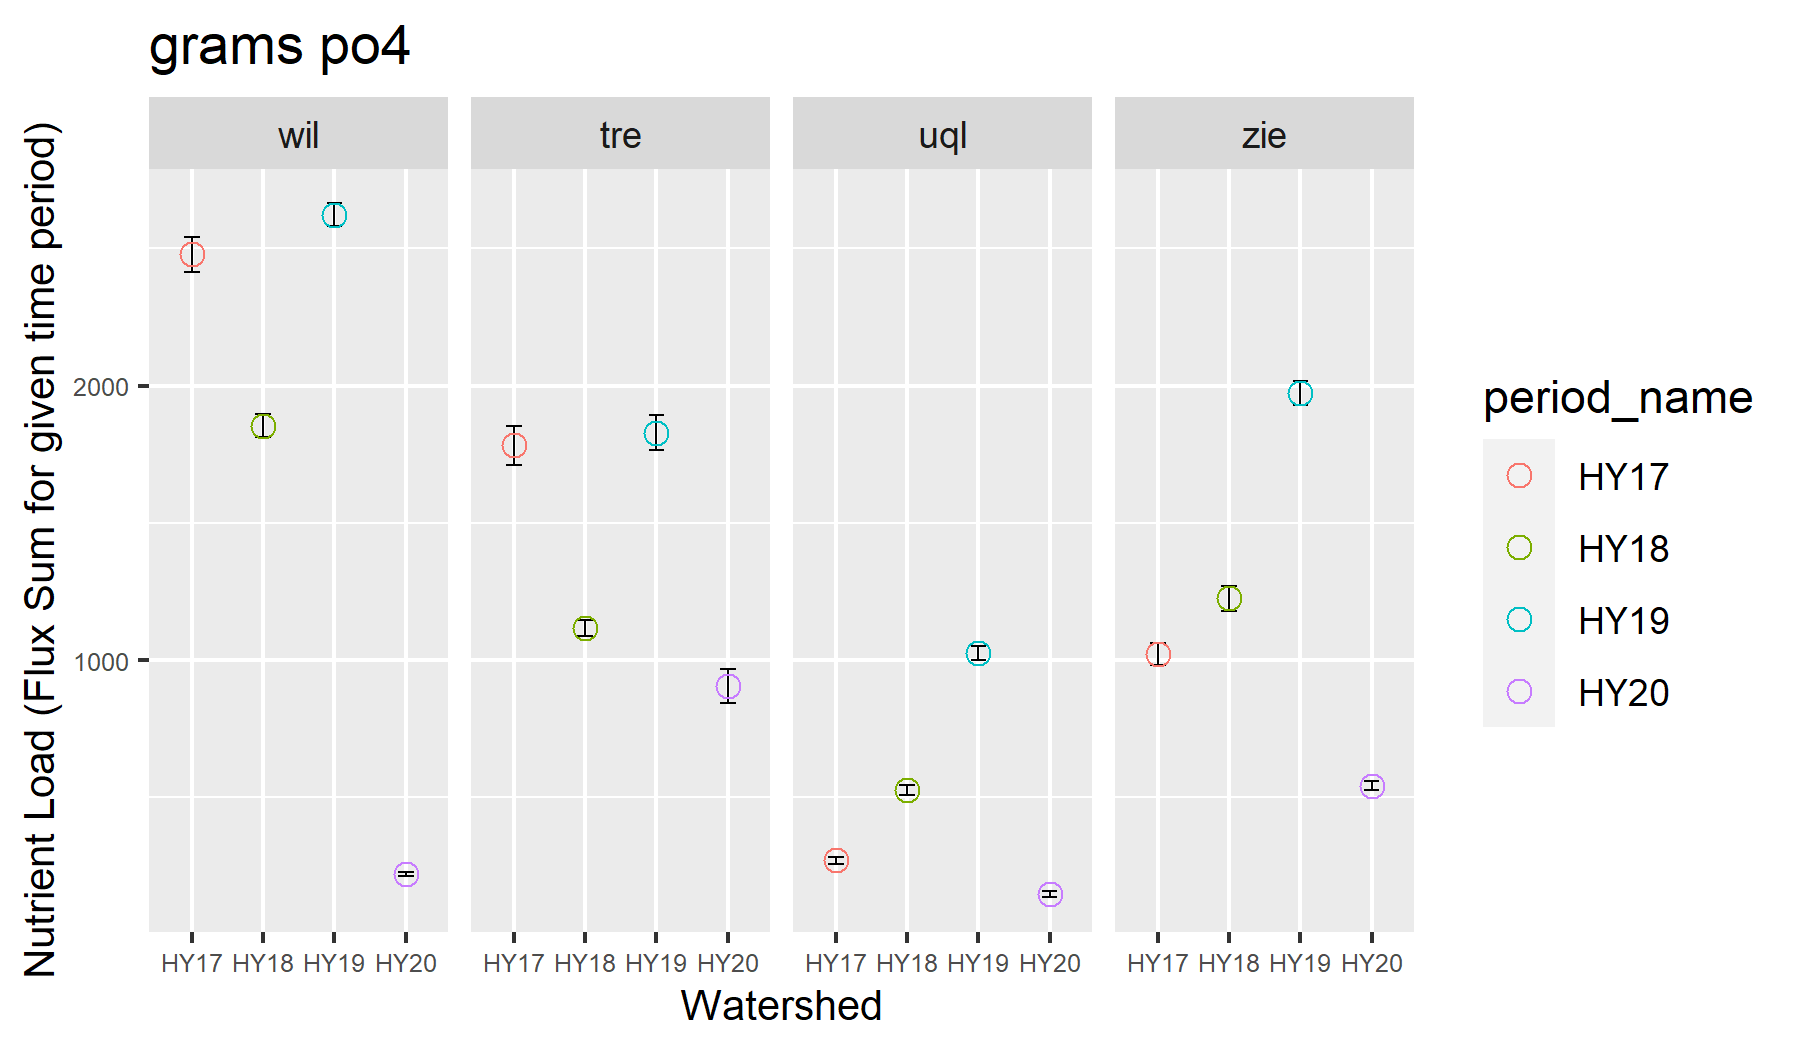 grams po4
Nutrient Load (Flux Sum for given time period)
wil
tre
uql
zie
2000
1000
HY17 HY18 HY19 HY20
HY17 HY18 HY19 HY20
HY17 HY18 HY19 HY20
HY17 HY18 HY19 HY20
Watershed
period_name
HY17
HY18
HY19
HY20